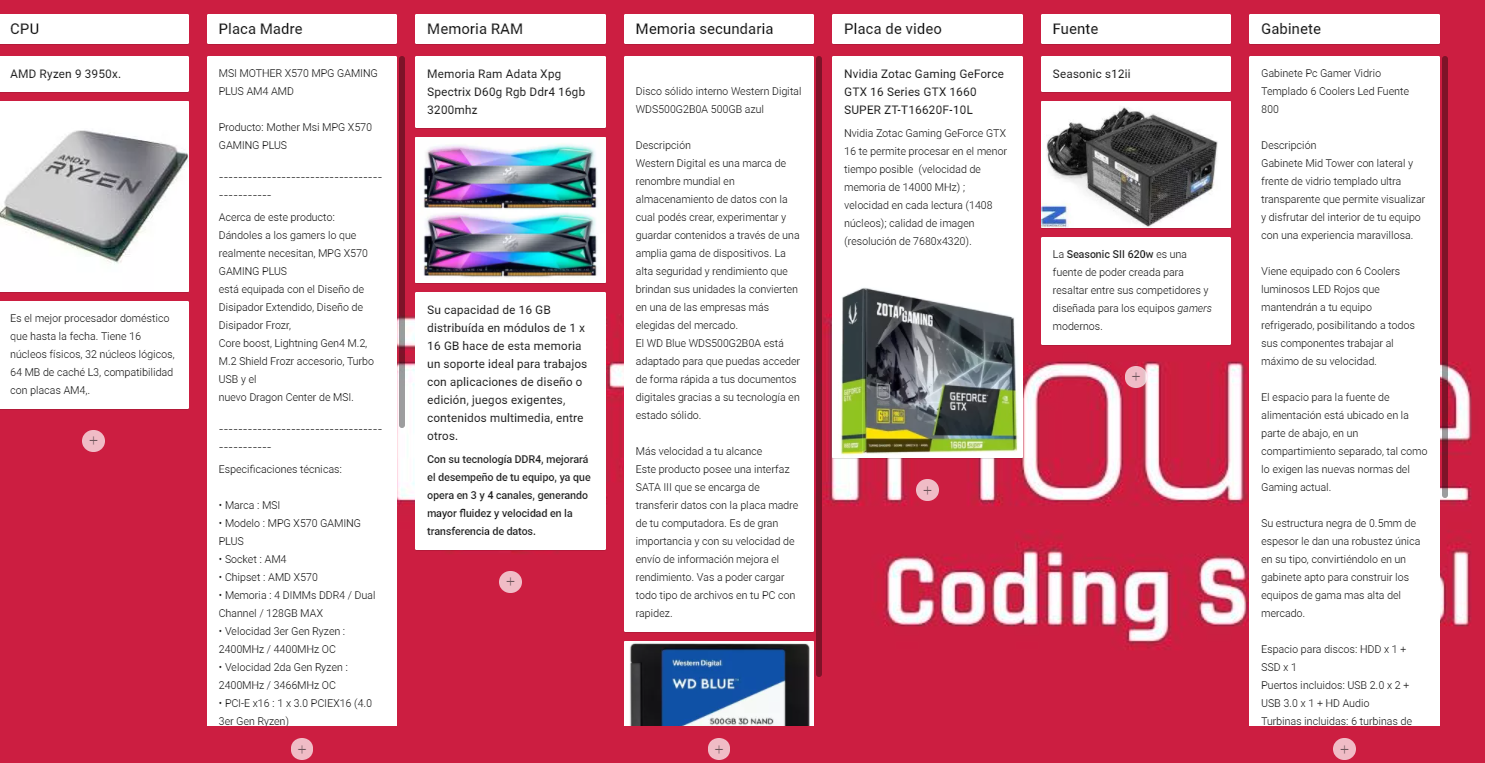 CPU
AMD Ryzen 9 3950x.
AMD
RYZEN
Es el mejor procesador doméstico
que hasta la fecha. Tiene 16
núcleos físicos, 32 núcleos lógicos,
64 MB de caché L3, compatibilidad
con placas AM4,.
Placa Madre
MSI MOTHER X570 MPG GAMING
PLUS AM4 AMD
Producto: Mother Msi MPG X570
GAMING PLUS
----------------------------------
-----------
Acerca de este producto:
Dándoles a los gamers lo que
realmente necesitan, MPG X570
GAMING PLUS
está equipada con el Diseño de
Disipador Extendido, Diseño de
Disipador Frozr,
Core boost, Lightning Gen4 M.2,
M.2 Shield Frozr accesorio, Turbo
USB y el
nuevo Dragon Center de MSI.
----------------------------------
-----------
Especificaciones técnicas:
• Marca : MSI
• Modelo : MPG X570 GAMING
PLUS
• Socket : AM4
• Chipset : AMD X570
• Memoria : 4 DIMMs DDR4 / Dual
Channel / 128GB MAX
• Velocidad 3er Gen Ryzen :
2400MHz / 4400MHz OC
• Velocidad 2da Gen Ryzen :
2400MHz / 3466MHz OC
• PCI-E x16 : 1 x 3.0 PCIEX16 (4.0
3er Gen Ryzen)
Memoria RAM
Memoria Ram Adata Xpg
Spectrix D60g Rgb Ddr4 16gb
3200mhz
Su capacidad de 16 GB
distribuída en módulos de 1 x
16 GB hace de esta memoria
un soporte ideal para trabajos
con aplicaciones de diseño o
edición, juegos exigentes,
contenidos multimedia, entre
otros.
Con su tecnología DDR4, mejorará
el desempeño de tu equipo, ya que
opera en 3 y 4 canales, generando
mayor fluidez y velocidad en la
transferencia de datos.
Memoria secundaria
Disco sólido interno Western Digital
WDS500G2B0A 500GB azul
Descripción
Western Digital es una marca de
renombre mundial en
almacenamiento de datos con la
cual podés crear, experimentar y
guardar contenidos a través de una
amplia gama de dispositivos. La
alta seguridad y rendimiento que
brindan sus unidades la convierten
en una de las empresas más
elegidas del mercado.
El WD Blue WDS500G2B0A está
adaptado para que puedas acceder
de forma rápida a tus documentos
digitales gracias a su tecnología en
estado sólido.
Más velocidad a tu alcance
Este producto posee una interfaz
SATA III que se encarga de
transferir datos con la placa madre
de tu computadora. Es de gran
importancia y con su velocidad de
envío de información mejora el
rendimiento. Vas a poder cargar
todo tipo de archivos en tu PC con
rapidez.
Western Digital
WD BLUE™
500GB 3D NAND
Placa de video
Nvidia Zotac Gaming GeForce
GTX 16 Series GTX 1660
SUPER ZT-T16620F-10L
Nvidia Zotac Gaming GeForce GTX
16 te permite procesar en el menor
tiempo posible (velocidad de
memoria de 14000 MHz) ;
velocidad en cada lectura (1408
núcleos); calidad de imagen
(resolución de 7680x4320).
ZOTAC GAMING
GEFORCE
GTX
6GB
GEFORCE
GTX
1660 SUPER
Fuente
Seasonic s12ii
La Seasonic SII 620w es una
fuente de poder creada para
resaltar entre sus competidores y
diseñada para los equipos gamers
modernos.
Gabinete
Gabinete Pc Gamer Vidrio
Templado 6 Coolers Led Fuente
800
Descripción
Gabinete Mid Tower con lateral y
frente de vidrio templado ultra
transparente que permite visualizar
y disfrutar del interior de tu equipo
con una experiencia maravillosa.
Viene equipado con 6 Coolers
luminosos LED Rojos que
mantendrán a tu equipo
refrigerado, posibilitando a todos
sus componentes trabajar al
máximo de su velocidad.
El espacio para la fuente de
alimentación está ubicado en la
parte de abajo, en un
compartimiento separado, tal como
lo exigen las nuevas normas del
Gaming actual.
Su estructura negra de 0.5mm de
espesor le dan una robustez única
en su tipo, convirtiéndolo en un
gabinete apto para construir los
equipos de gama mas alta del
mercado.
Espacio para discos: HDD x 1 +
SSD x 1
Puertos incluidos: USB 2.0 x 2 +
USB 3.0 x 1 + HD Audio
Turbinas incluidas: 6 turbinas de
Coding S